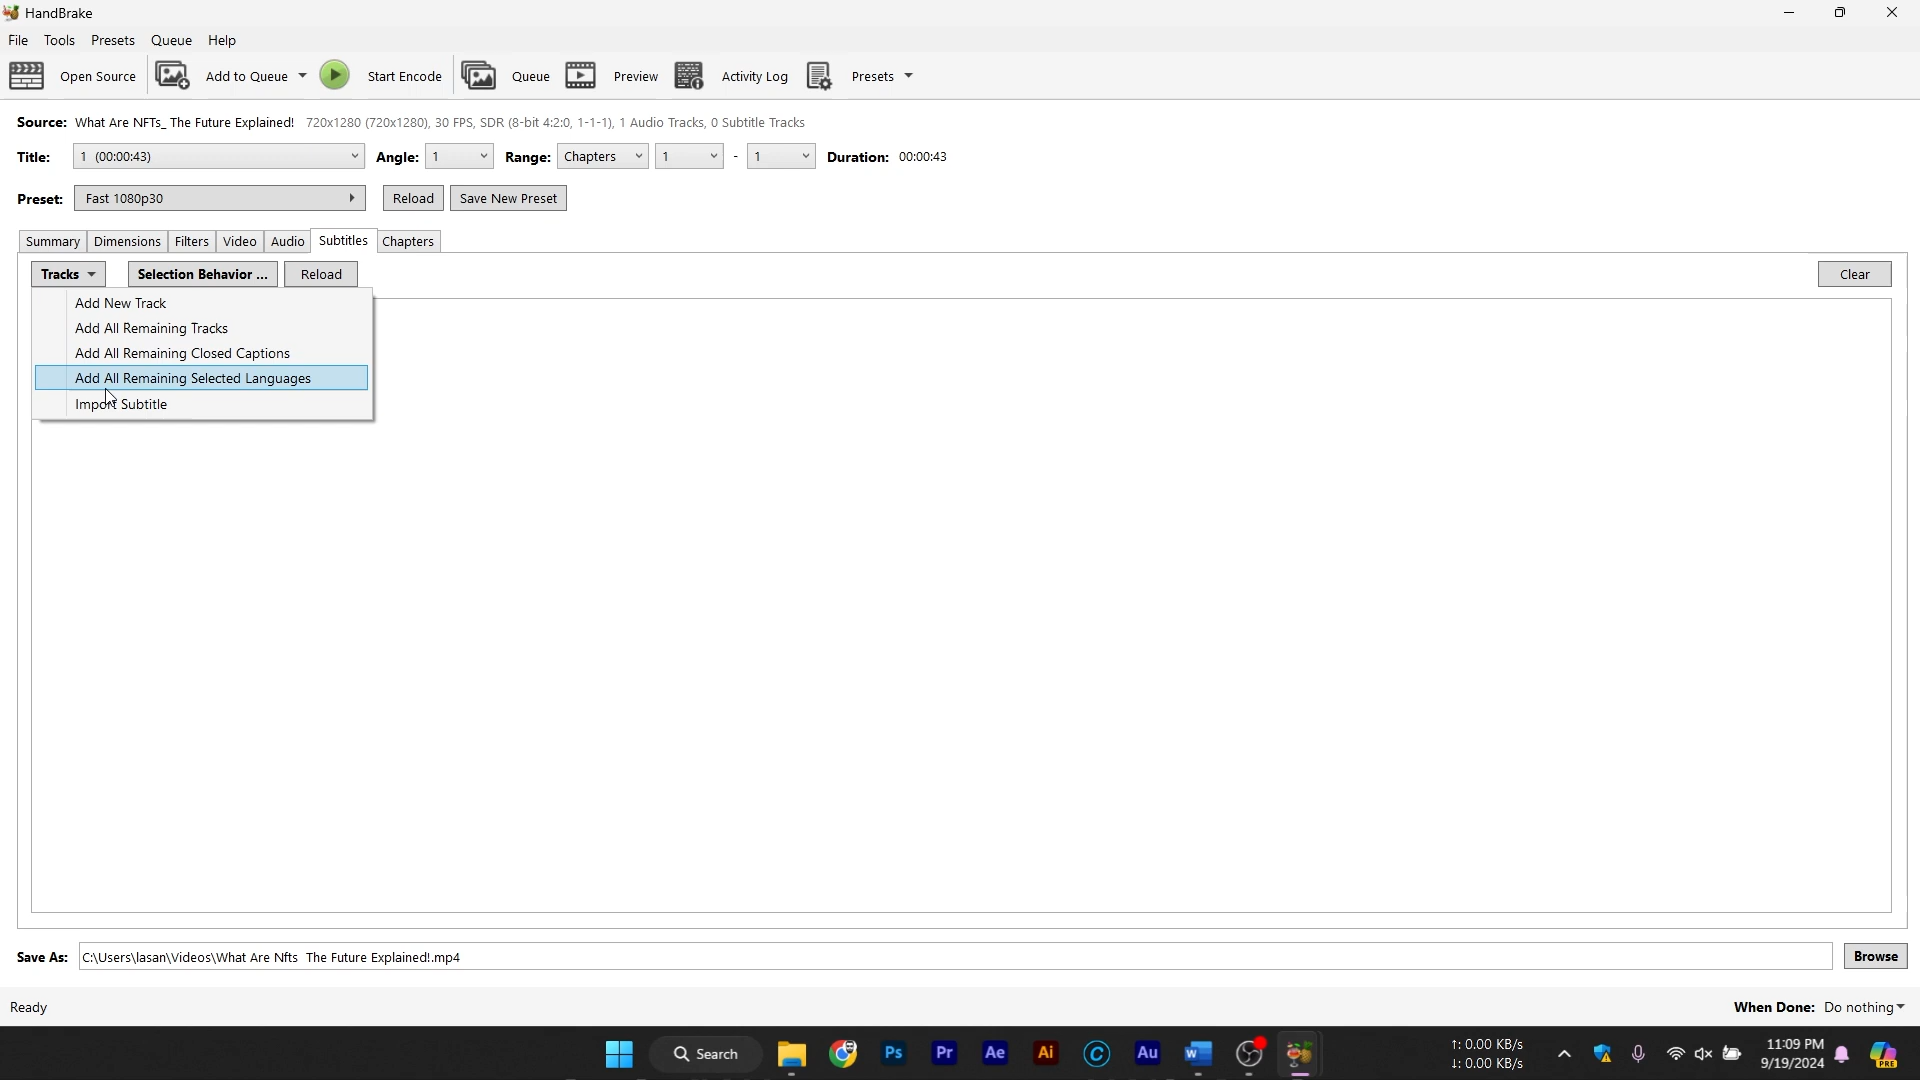 HandBrake
File Tools Presets Queue Help
Open Source Add to Queue Start Encode Queue Preview Activity Log Presets
Source: What Are NFTs_ The Future Explained! 720x1280 (720x1280), 30 FPS, SDR (8-bit 4:2:0, 1-1-1), 1 Audio Tracks, 0 Subtitle Tracks
Title: 1 (00:00:43) Angle: 1 Range: Chapters 1 - 1 Duration: 00:00:43
Preset: Fast 1080p30 Reload Save New Preset
Summary Dimensions Filters Video Audio Subtitles Chapters
Tracks Selection Behavior ... Reload Clear
Add New Track
Add All Remaining Tracks
Add All Remaining Closed Captions
Add All Remaining Selected Languages
Import Subtitle
Save As: C:\Users\lasan\Videos\What Are Nfts The Future Explained!.mp4 Browse
Ready When Done: Do nothing
Search Ps Pr Ae Ai Au W
↑: 0.00 KB/s
↓: 0.00 KB/s
11:09 PM
9/19/2024
PRE